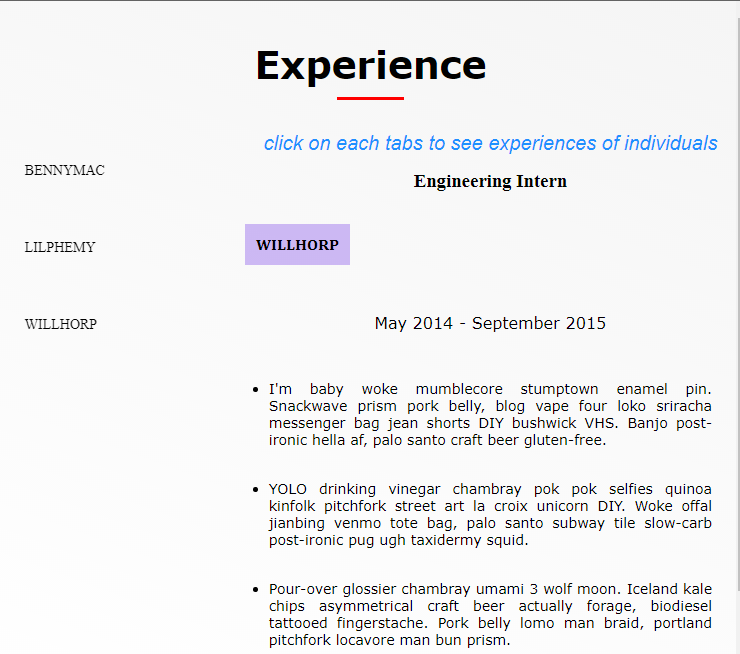 Experience
click on each tabs to see experiences of individuals
BENNYMAC
Engineering Intern
LILPHEMY
WILLHORP
WILLHORP
May 2014 - September 2015
• I'm baby woke mumblecore stumptown enamel pin.
Snackwave prism pork belly, blog vape four loko sriracha
messenger bag jean shorts DIY bushwick VHS. Banjo post-
ironic hella af, palo santo craft beer gluten-free.
• YOLO drinking vinegar chambray pok pok selfies quinoa
kinfolk pitchfork street art la croix unicorn DIY. Woke offal
jianbing venmo tote bag, palo santo subway tile slow-carb
post-ironic pug ugh taxidermy squid.
• Pour-over glossier chambray umami 3 wolf moon. Iceland kale
chips asymmetrical craft beer actually forage, biodiesel
tattooed fingerstache. Pork belly lomo man braid, portland
pitchfork locavore man bun prism.